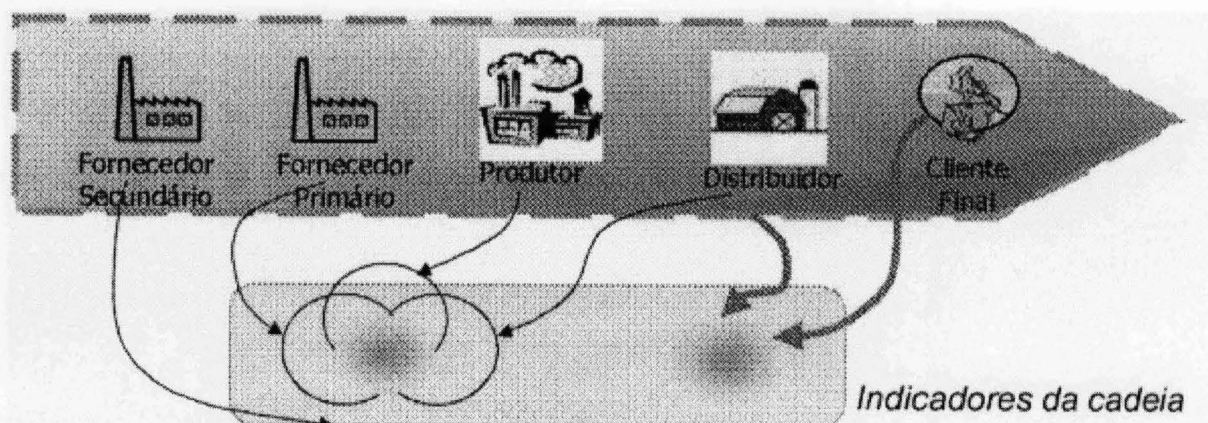 Fornecedor
Secundário
Fornecedor
Primário
Produtor
Distribuidor
Cliente
Final
Indicadores da cadeia